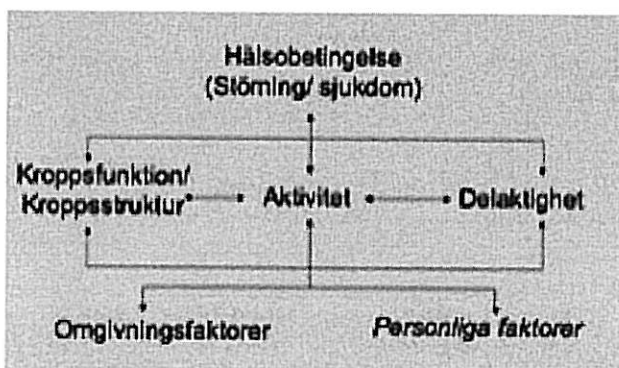 Hälsobetingelse
(Störning/ sjukdom)
Kroppsfunktion/
Kroppsstruktur
Aktivitet
Delaktighet
Omgivningsfaktorer
Personliga faktorer